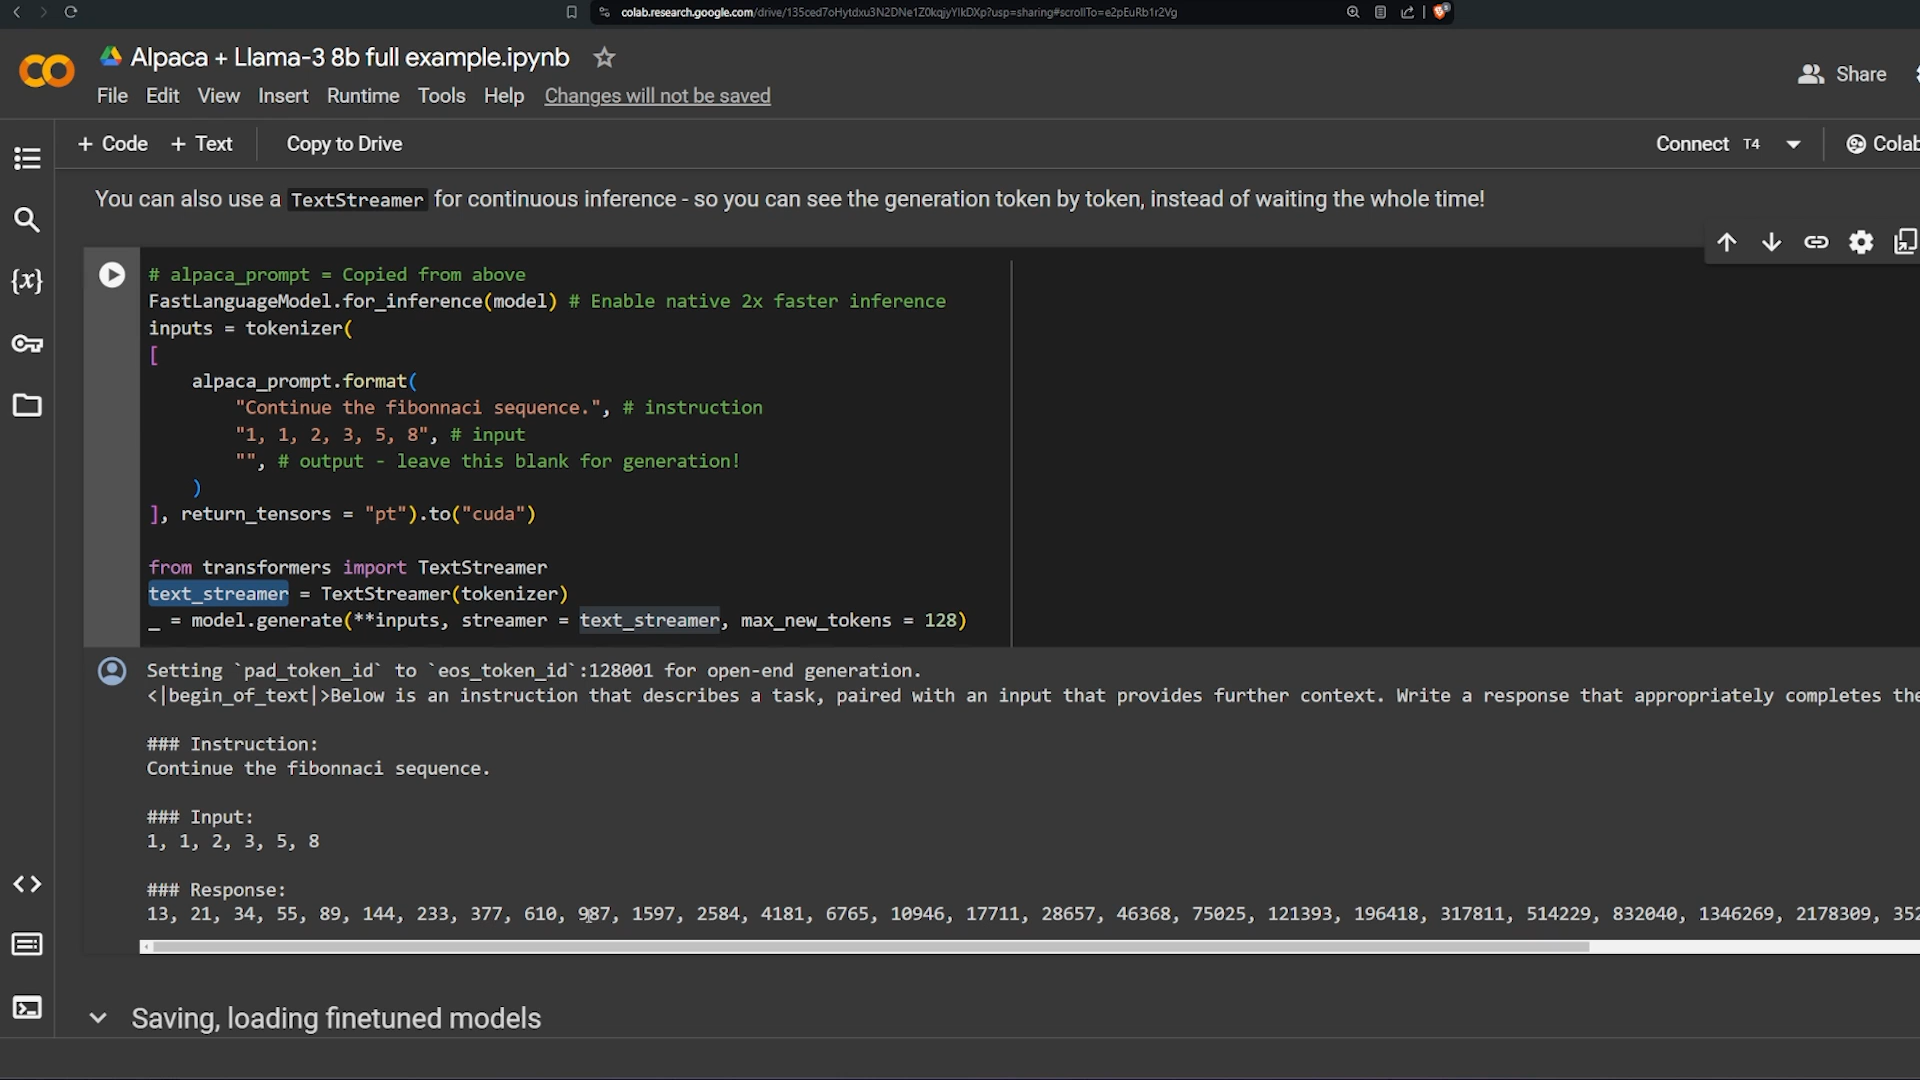 colab.research.google.com/drive/135ced7oHytdxu3N2DNe1Z0kqjyYlkDXp?usp=sharing#scrollTo=e2pEuRb1r2Vg
Alpaca + Llama-3 8b full example.ipynb
Share
File Edit View Insert Runtime Tools Help Changes will not be saved
+ Code + Text Copy to Drive Connect T4 Colab
You can also use a TextStreamer for continuous inference - so you can see the generation token by token, instead of waiting the whole time!
# alpaca_prompt = Copied from above
FastLanguageModel.for_inference(model) # Enable native 2x faster inference
inputs = tokenizer(
[
    alpaca_prompt.format(
        "Continue the fibonnaci sequence.", # instruction
        "1, 1, 2, 3, 5, 8", # input
        "", # output - leave this blank for generation!
    )
], return_tensors = "pt").to("cuda")
from transformers import TextStreamer
text_streamer = TextStreamer(tokenizer)
_ = model.generate(**inputs, streamer = text_streamer, max_new_tokens = 128)
Setting `pad_token_id` to `eos_token_id`:128001 for open-end generation.
<|begin_of_text|>Below is an instruction that describes a task, paired with an input that provides further context. Write a response that appropriately completes the
### Instruction:
Continue the fibonnaci sequence.
### Input:
1, 1, 2, 3, 5, 8
### Response:
13, 21, 34, 55, 89, 144, 233, 377, 610, 987, 1597, 2584, 4181, 6765, 10946, 17711, 28657, 46368, 75025, 121393, 196418, 317811, 514229, 832040, 1346269, 2178309, 352
Saving, loading finetuned models